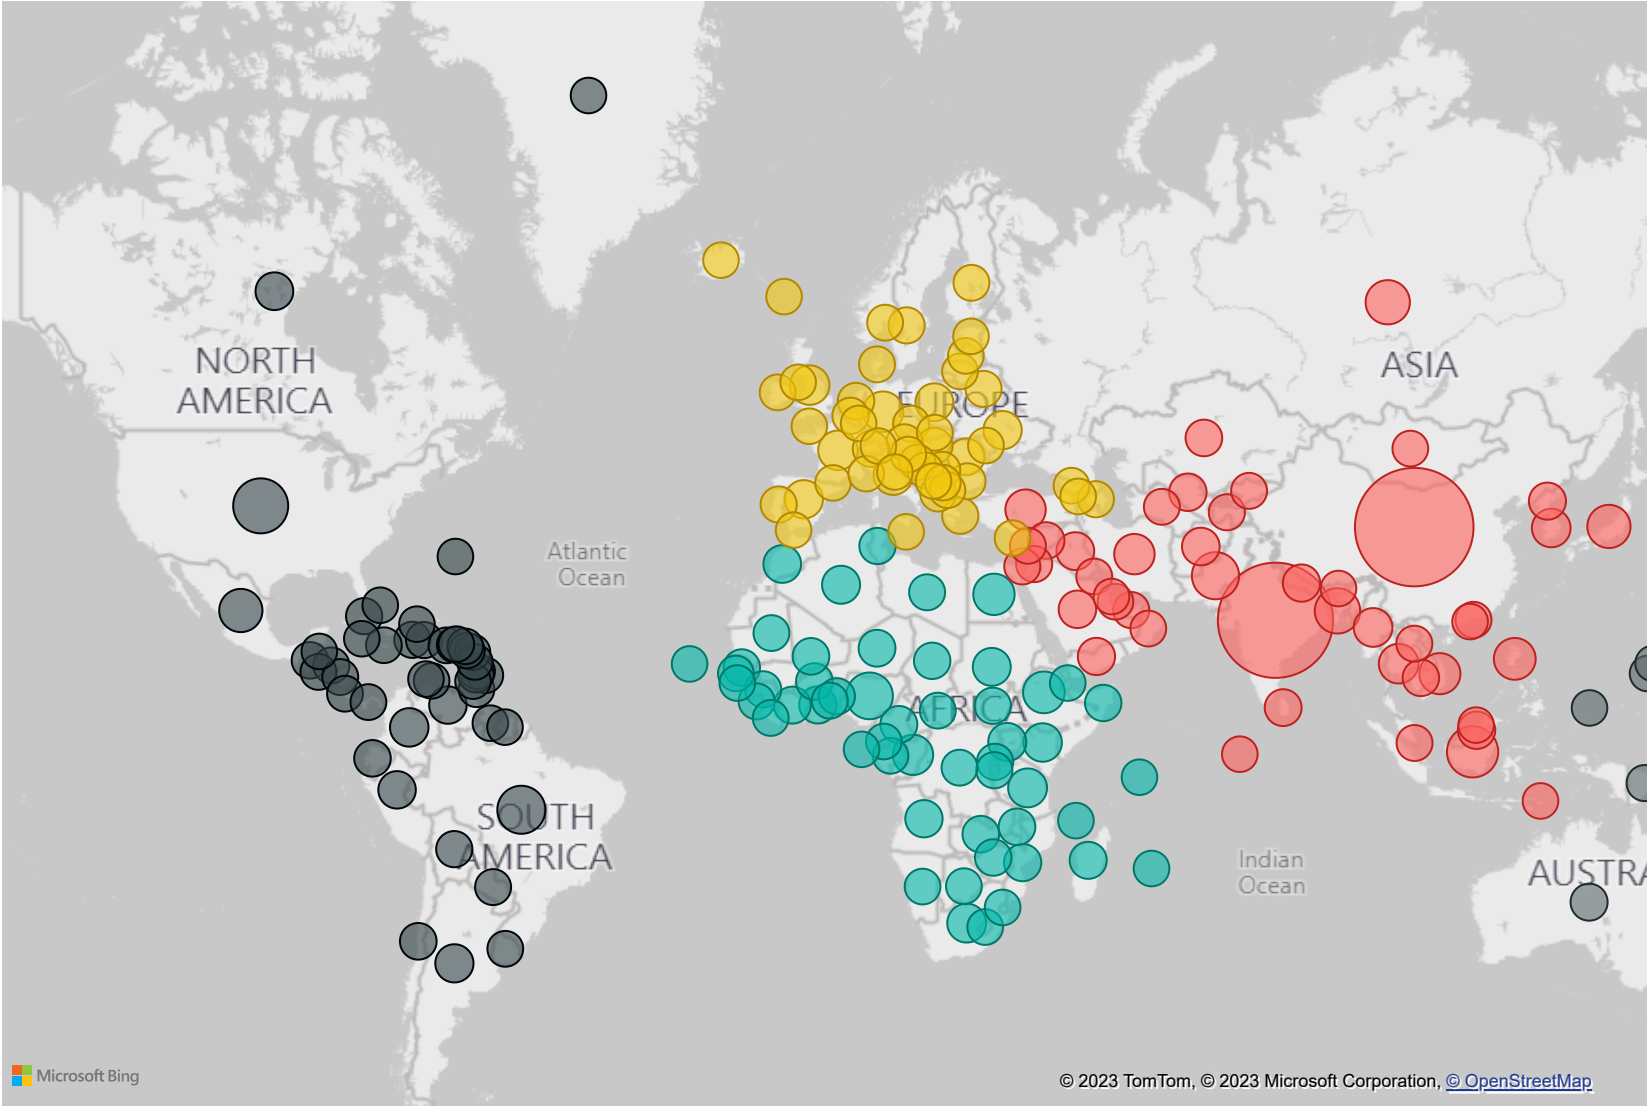 NORTH
AMERICA
EUROPE
ASIA
Atlantic
Ocean
AFRICA
SOUTH
AMERICA
Indian
Ocean
AUSTRA
Microsoft Bing
© 2023 TomTom, © 2023 Microsoft Corporation, © OpenStreetMap